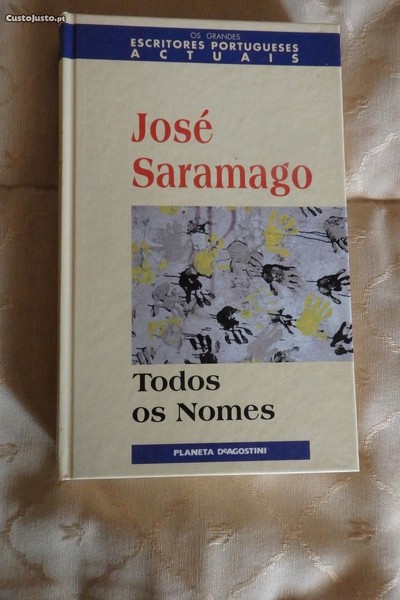 CustoJusto.pt
OS GRANDES
ESCRITORES PORTUGUESES
ACTUAIS
José
Saramago
Todos
os Nomes
PLANETA DeAGOSTINI